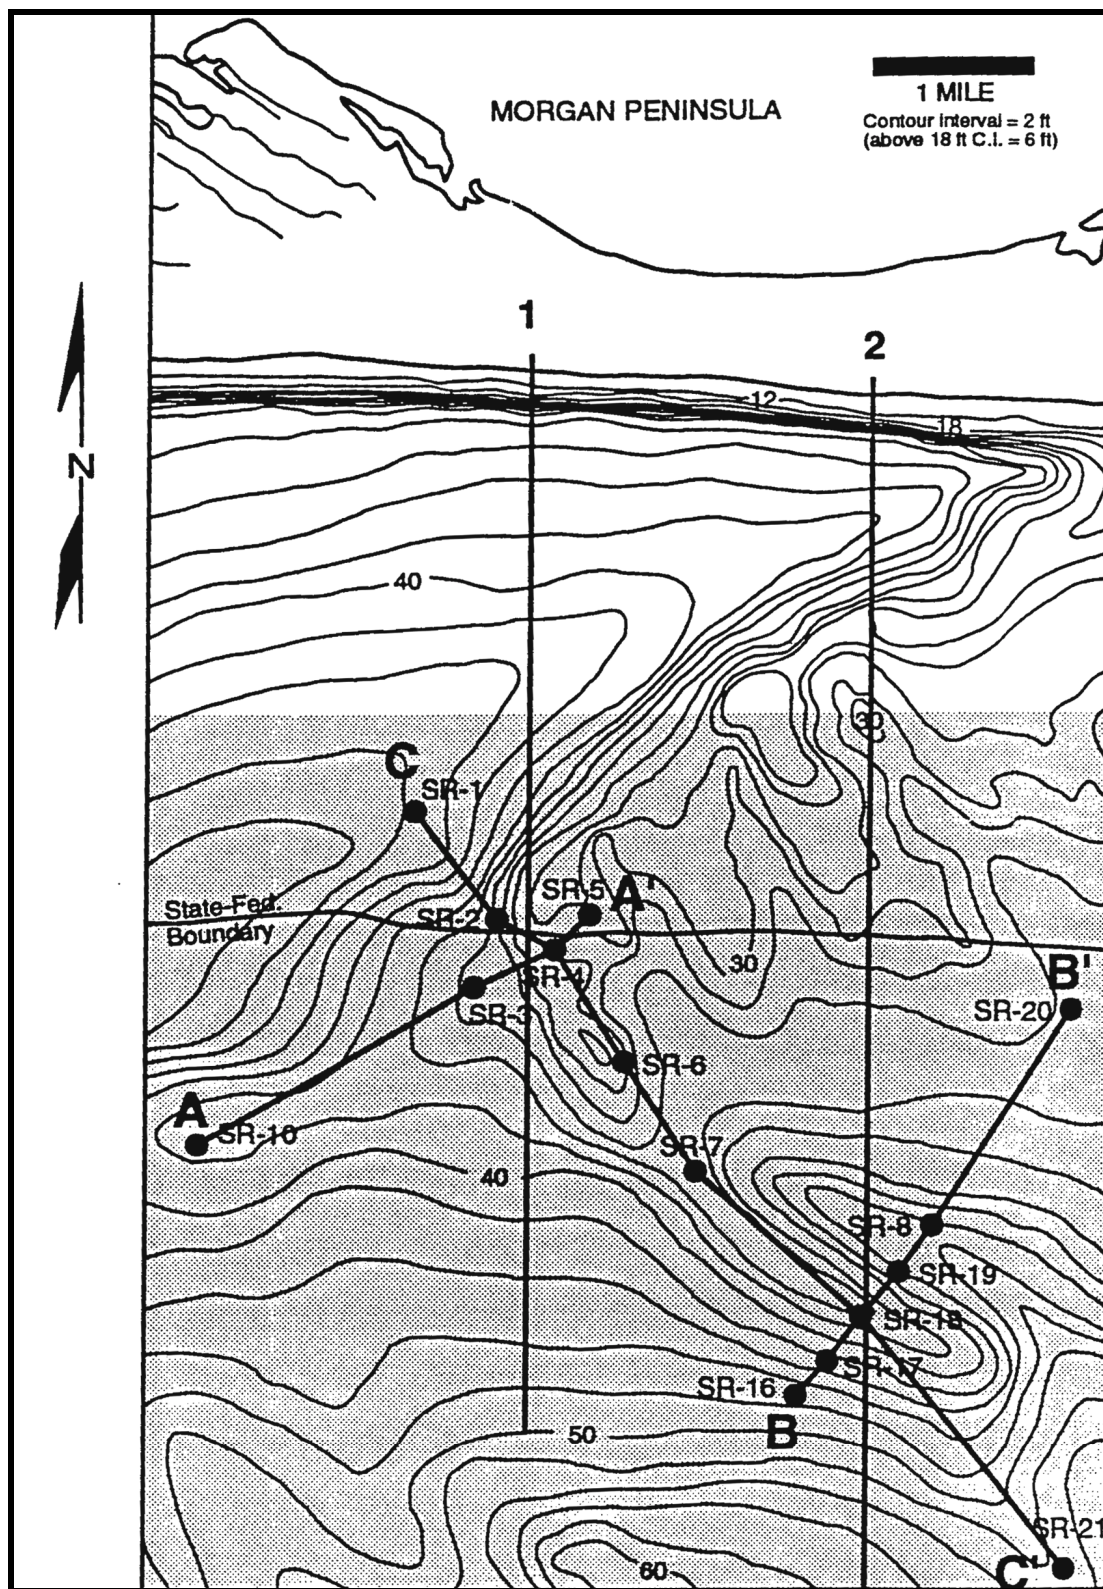 MORGAN PENINSULA
1 MILE
Contour Interval = 2 ft
(above 18 ft C.I. = 6 ft)
1
2
12
18
N
40
30
C
SR-1
SR-5
A'
State-Fed.
Boundary
SR-2
SR-4
30
B'
SR-3
SR-20
SR-6
A
SR-10
SR-7
40
SR-8
SR-19
SR-18
SR-17
SR-16
B
50
SR-21
C'
60